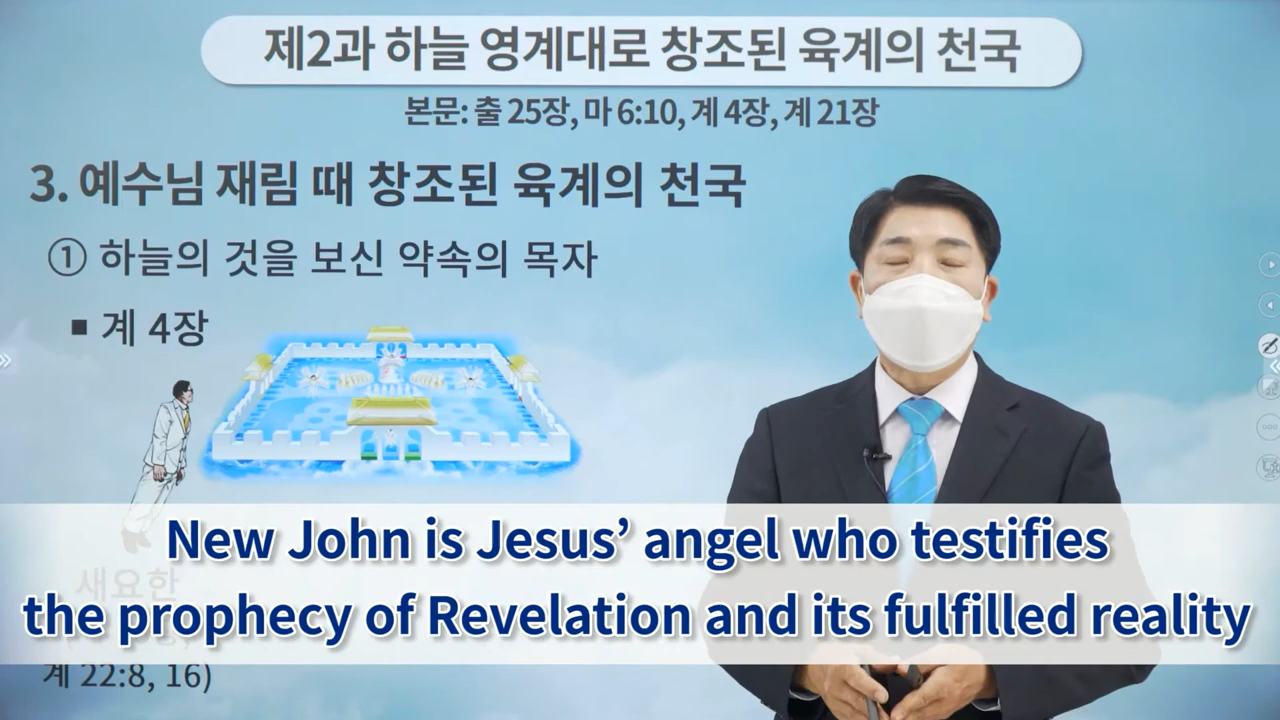 제2과 하늘 영계대로 창조된 육계의 천국
본문: 출 25장, 마 6:10, 계 4장, 계 21장
3. 예수님 재림 때 창조된 육계의 천국
① 하늘의 것을 보신 약속의 목자
■ 계 4장
New John is Jesus’ angel who testifies
새요한
the prophecy of Revelation and its fulfilled reality
계 22:8, 16)